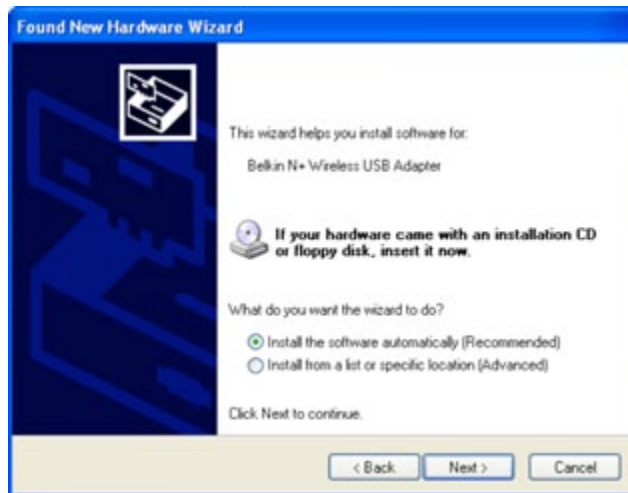 Found New Hardware Wizard
This wizard helps you install software for:
Belkin N+ Wireless USB Adapter
If your hardware came with an installation CD
or floppy disk, insert it now.
What do you want the wizard to do?
Install the software automatically (Recommended)
Install from a list or specific location (Advanced)
Click Next to continue.
< Back Next > Cancel